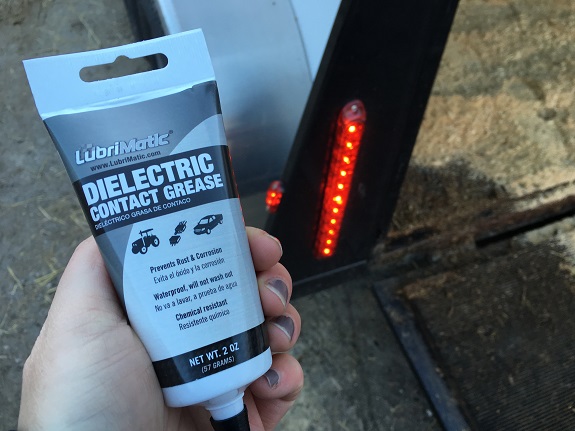 LUBRIMATIC®
www.LubriMatic.com
DIELECTRIC
CONTACT GREASE
DIELÉCTRICO GRASA DE CONTACO
Prevents Rust & Corrosion
Evita el óxido y la corrosión
Waterproof, will not wash out
No va a lavar, a prueba de agua
Chemical resistant
Resistente químico
NET WT. 2 OZ
(57 GRAMS)